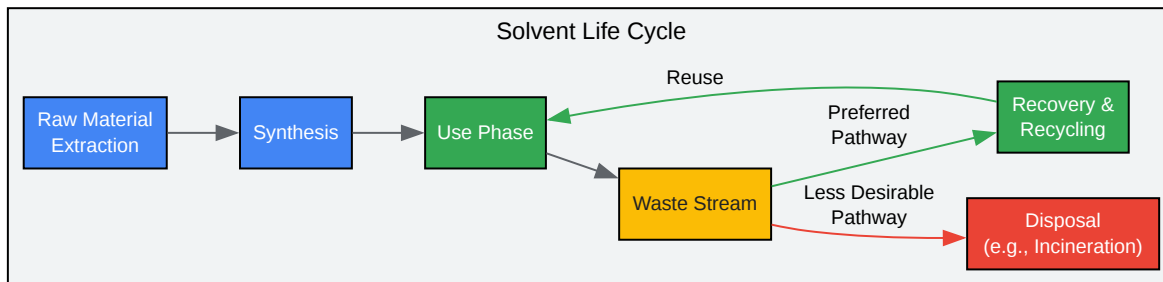 Solvent Life Cycle
Raw Material
Extraction
Synthesis
Use Phase
Reuse
Waste Stream
Preferred
Pathway
Recovery &
Recycling
Less Desirable
Pathway
Disposal
(e.g., Incineration)